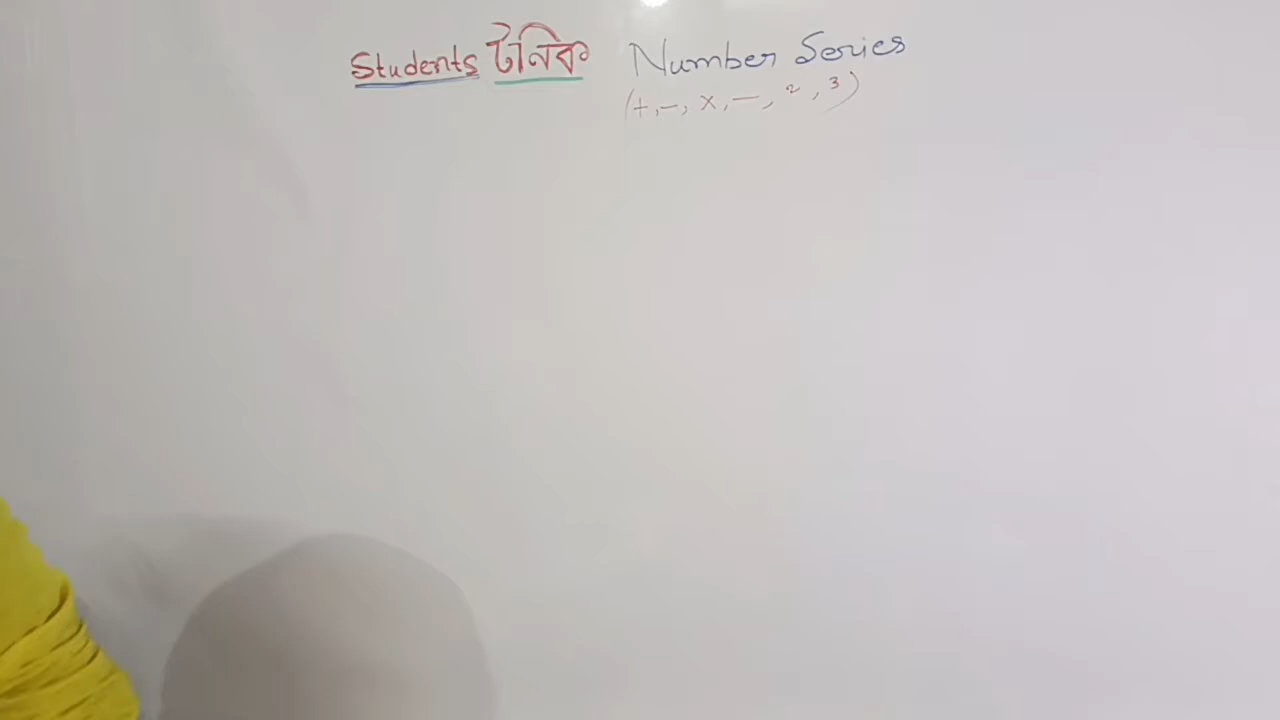 Students টনিক Number Series
(+, -, ×, —, ², ³)